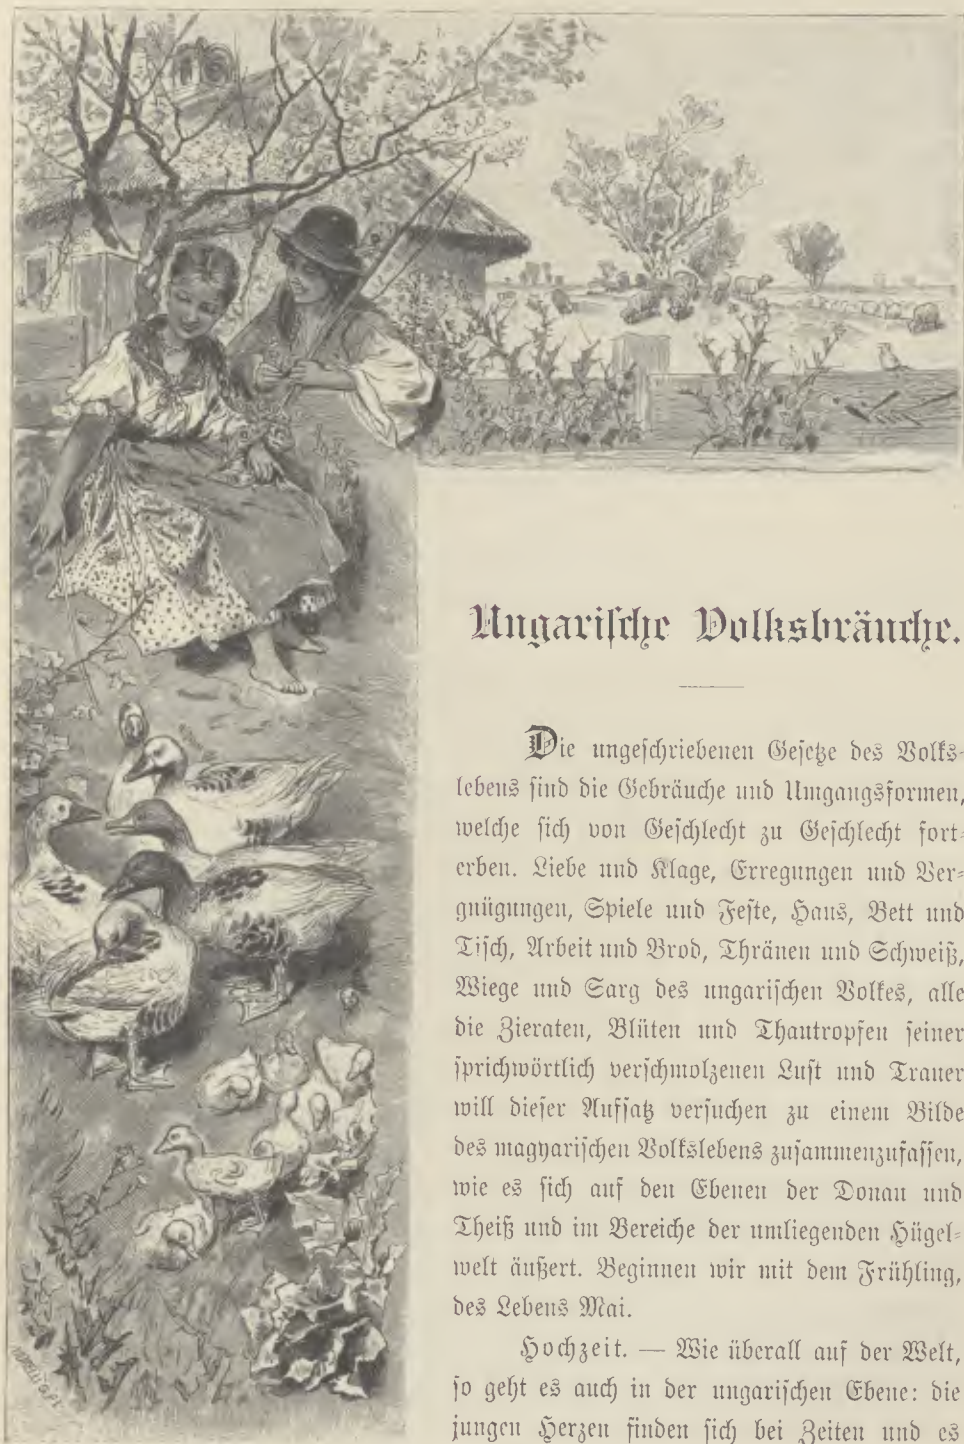 Ungarische Volksbräuche.
Die ungeschriebenen Gesetze des Volks-
lebens sind die Gebräuche und Umgangsformen,
welche sich von Geschlecht zu Geschlecht fort-
erben. Liebe und Klage, Erregungen und Ver-
gnügungen, Spiele und Feste, Haus, Bett und
Tisch, Arbeit und Brod, Thränen und Schweiß,
Wiege und Sarg des ungarischen Volkes, alle
die Zieraten, Blüten und Thautropfen seiner
sprichwörtlich verschmolzenen Lust und Trauer
will dieser Aufsatz versuchen zu einem Bilde
des magyarischen Volkslebens zusammenzufassen,
wie es sich auf den Ebenen der Donau und
Theiß und im Bereiche der umliegenden Hügel-
welt äußert. Beginnen wir mit dem Frühling,
des Lebens Mai.
Hochzeit. — Wie überall auf der Welt,
so geht es auch in der ungarischen Ebene: die
jungen Herzen finden sich bei Zeiten und es